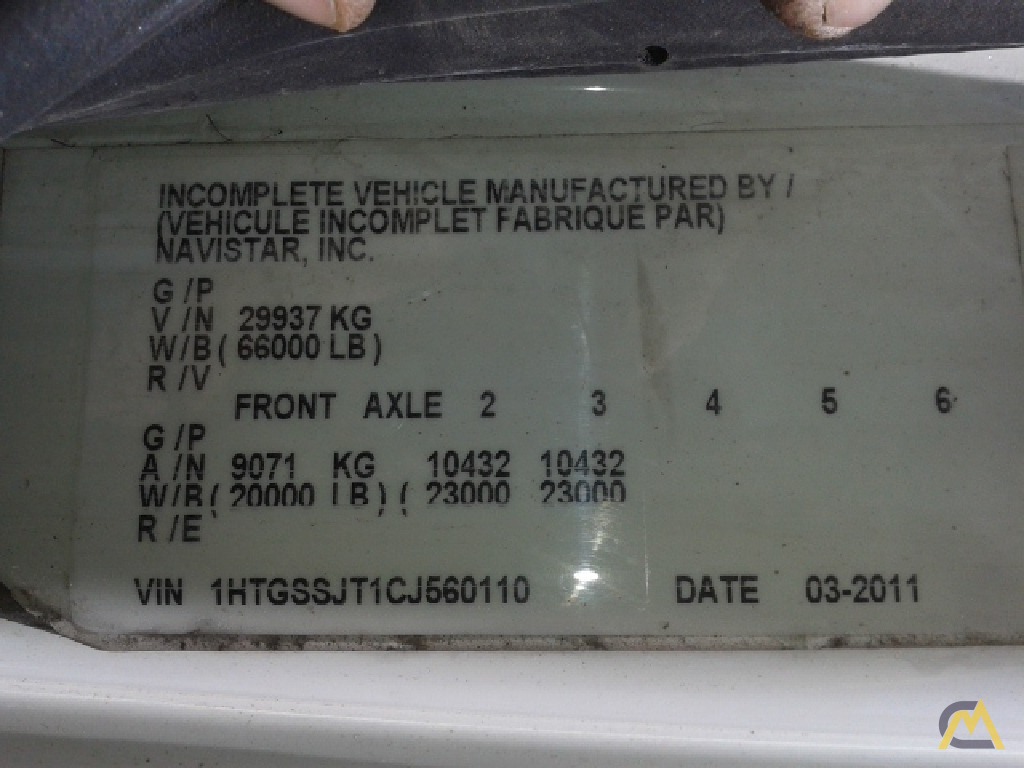 INCOMPLETE VEHICLE MANUFACTURED BY /
(VEHICULE INCOMPLET FABRIQUE PAR)
NAVISTAR, INC.
G /P
V /N 29937 KG
W/B ( 66000 LB )
R /V
FRONT AXLE 2 3 4 5 6
G /P
A /N 9071 KG 10432 10432
W/B ( 20000 LB ) ( 23000 23000
R /E
VIN 1HTGSSJT1CJ560110 DATE 03-2011